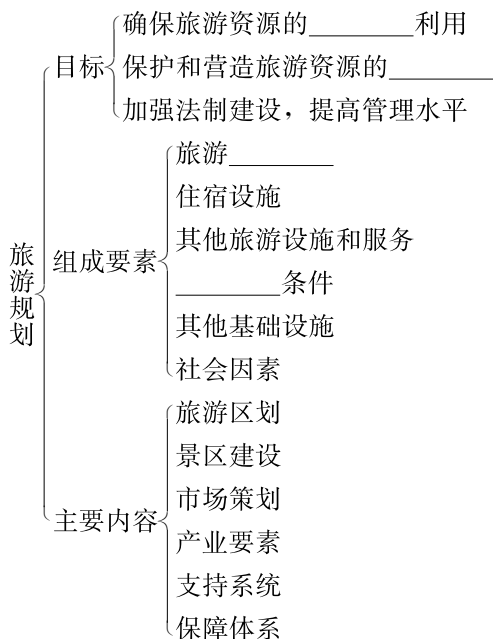 确保旅游资源的________利用
目标
保护和营造旅游资源的________
加强法制建设，提高管理水平
旅游________
住宿设施
其他旅游设施和服务
旅游规划
组成要素
________条件
其他基础设施
社会因素
旅游区划
景区建设
市场策划
主要内容
产业要素
支持系统
保障体系